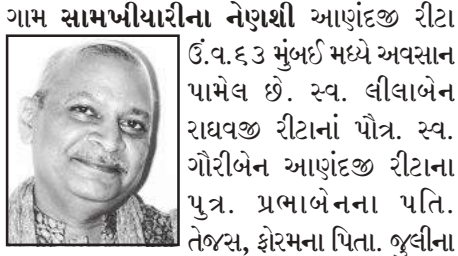 ગામ સામખીયારીના નેણશી આણંદજી રીટા
ઉં.વ.૬૩ મુંબઈ મધ્યે અવસાન
પામેલ છે. સ્વ. લીલાબેન
રાઘવજી રીટાનાં પૌત્ર. સ્વ.
ગૌરીબેન આણંદજી રીટાના
પુત્ર. પ્રભાબેનના પતિ.
તેજસ, ફોરમના પિતા. જુલીના